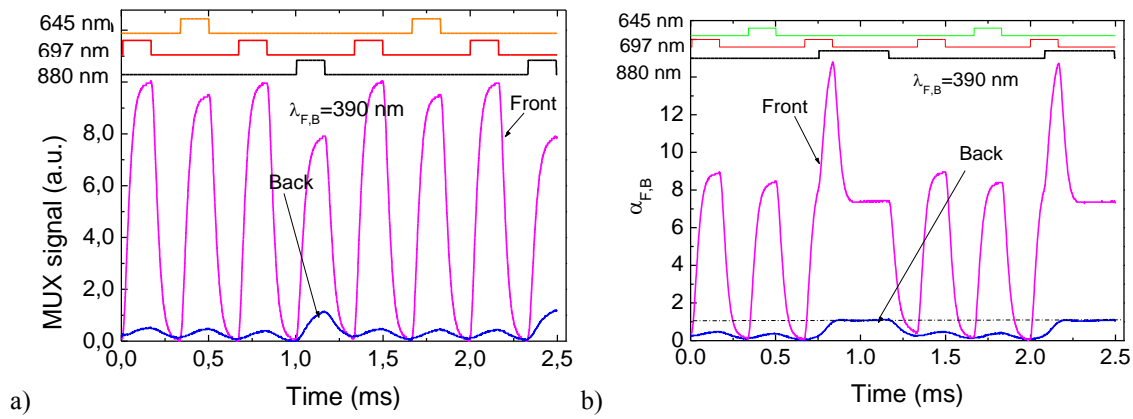 645 nm
697 nm
880 nm
λF,B=390 nm
Front
Back
8,0
6,0
4,0
2,0
0,0
MUX signal (a.u.)
0,0 0,5 1,0 1,5 2,0 2,5
Time (ms)
a)
645 nm
697 nm
880 nm
λF,B=390 nm
Front
Back
14
12
10
8
6
4
2
1
0
αF,B
0.0 0.5 1.0 1.5 2.0 2.5
Time (ms)
b)